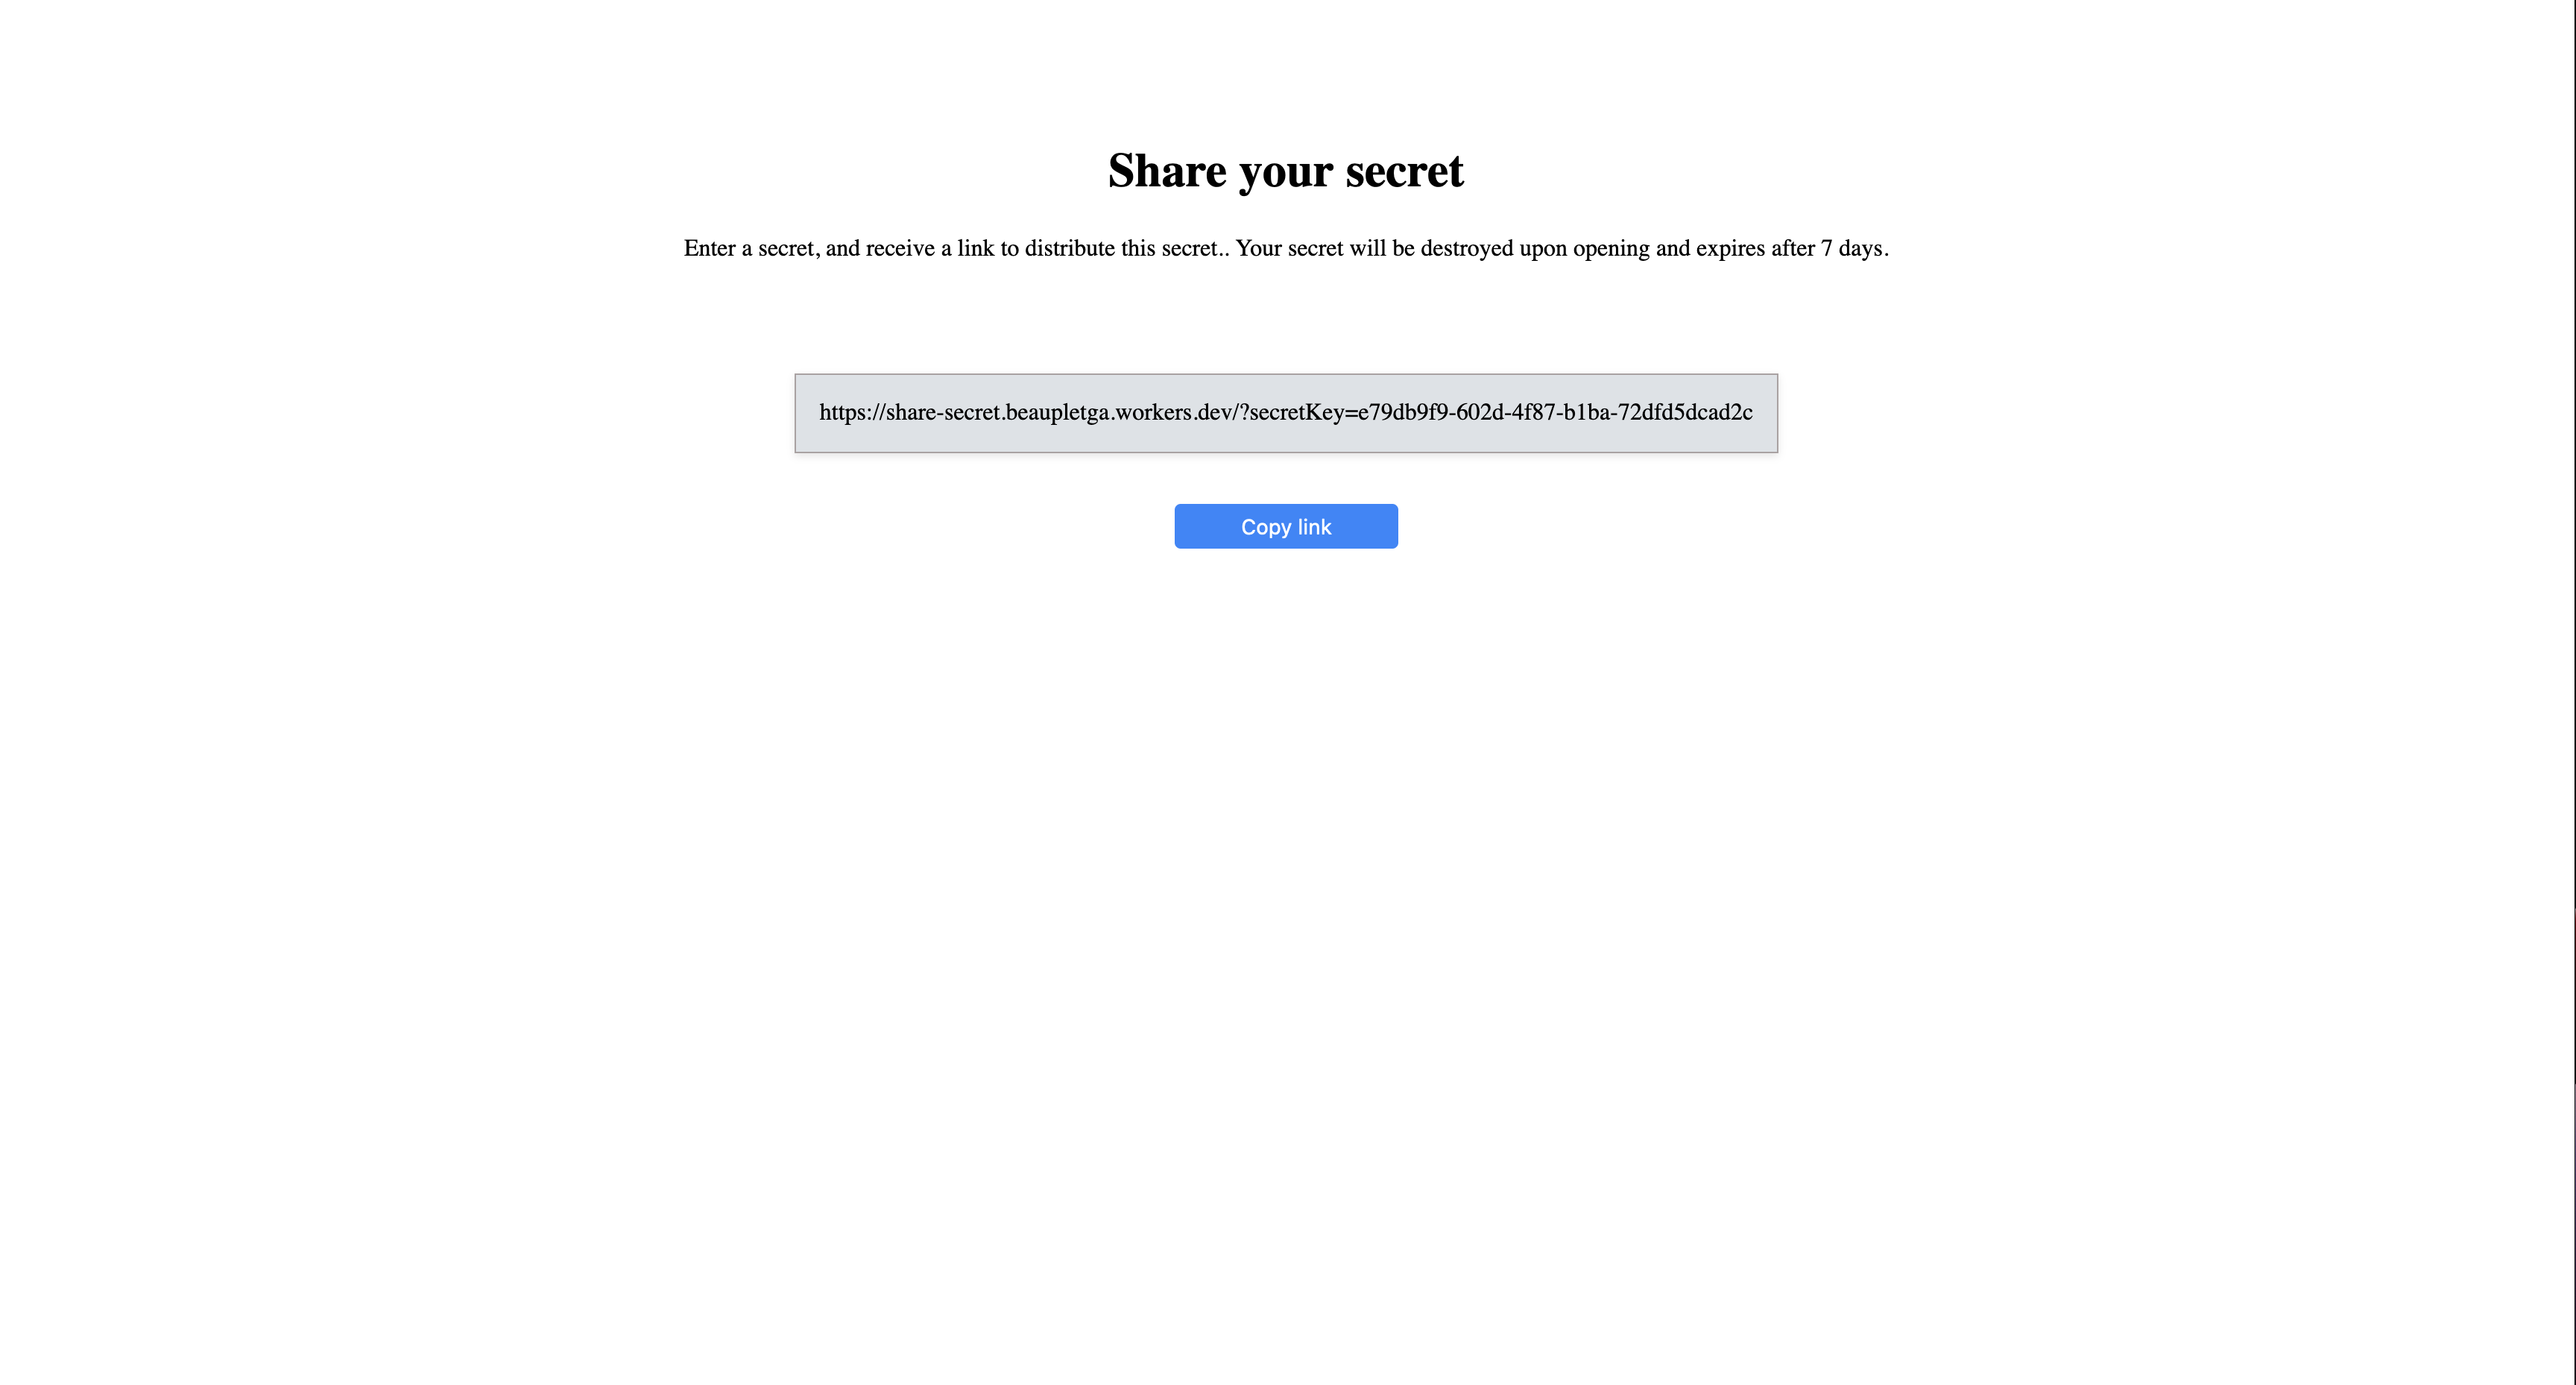 Share your secret
Enter a secret, and receive a link to distribute this secret.. Your secret will be destroyed upon opening and expires after 7 days.
https://share-secret.beaupletga.workers.dev/?secretKey=e79db9f9-602d-4f87-b1ba-72dfd5dcad2c
Copy link